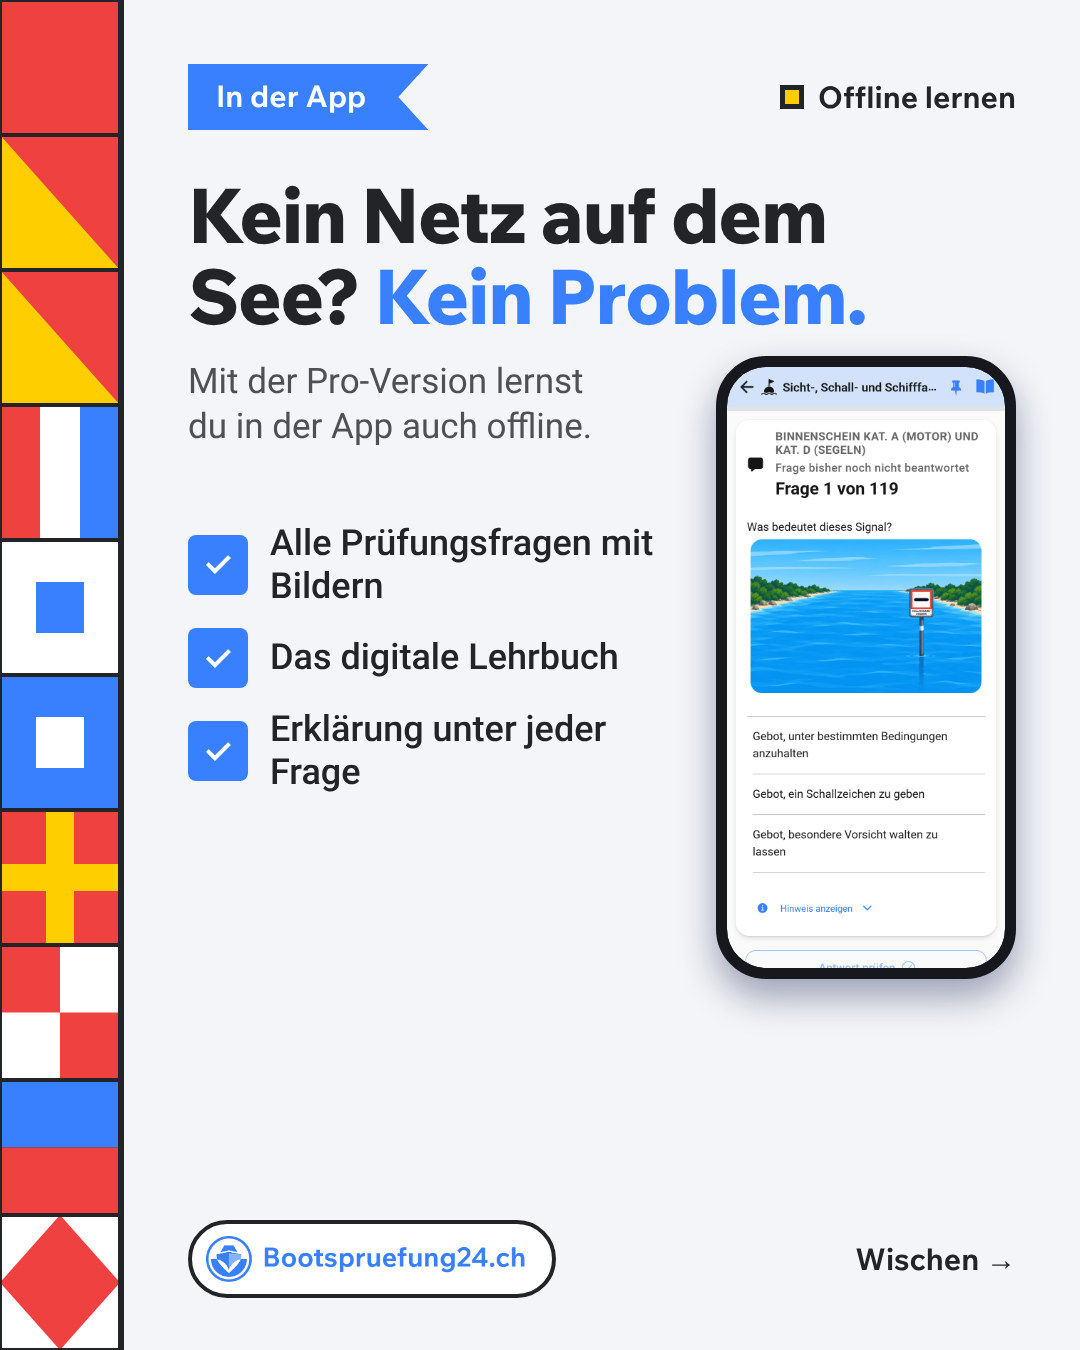 In der App
Offline lernen
Kein Netz auf dem
See? Kein Problem.
Mit der Pro-Version lernst
du in der App auch offline.
Alle Prüfungsfragen mit
Bildern
Das digitale Lehrbuch
Erklärung unter jeder
Frage
Sicht-, Schall- und Schifffa...
BINNENSCHEIN KAT. A (MOTOR) UND
KAT. D (SEGELN)
Frage bisher noch nicht beantwortet
Frage 1 von 119
Was bedeutet dieses Signal?
Gebot, unter bestimmten Bedingungen
anzuhalten
Gebot, ein Schallzeichen zu geben
Gebot, besondere Vorsicht walten zu
lassen
Hinweis anzeigen
Antwort prüfen
Bootspruefung24.ch
Wischen →